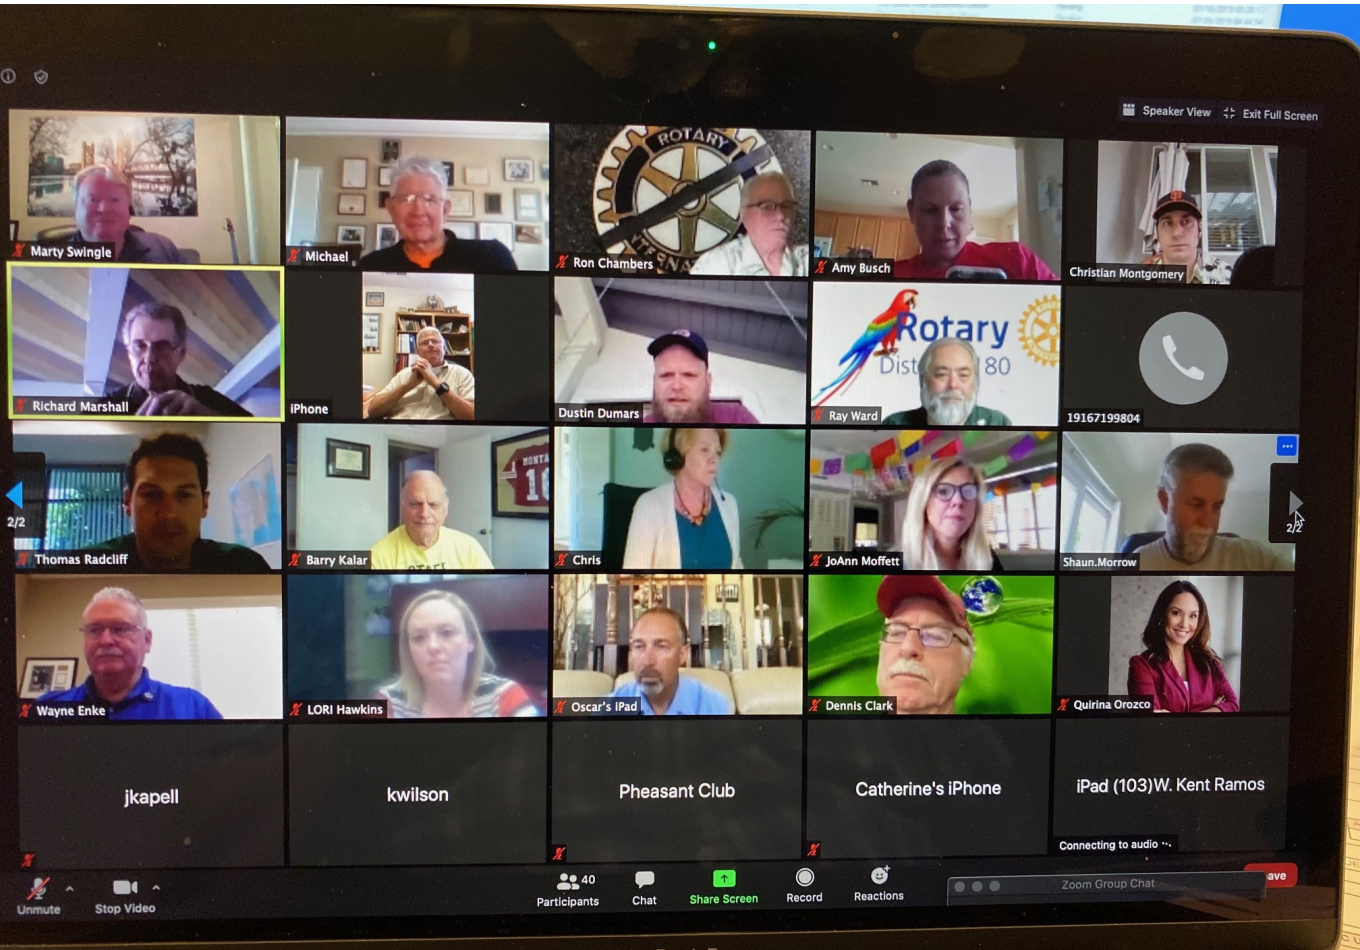 Speaker View
Exit Full Screen
Marty Swingle
Michael
ROTARY
Ron Chambers
Amy Busch
Christian Montgomery
Richard Marshall
iPhone
Dustin Dumars
Rotary
Dist 80
Ray Ward
19167199804
2/2
Thomas Radcliff
MONTA
Barry Kalar
Chris
JoAnn Moffett
Shaun.Morrow
2/2
Wayne Enke
LORI Hawkins
Oscar's iPad
Dennis Clark
Quirina Orozco
jkapell
kwilson
Pheasant Club
Catherine's iPhone
iPad (103)W. Kent Ramos
Connecting to audio
Unmute
Stop Video
40
Participants
Chat
Share Screen
Record
Reactions
Zoom Group Chat
ave